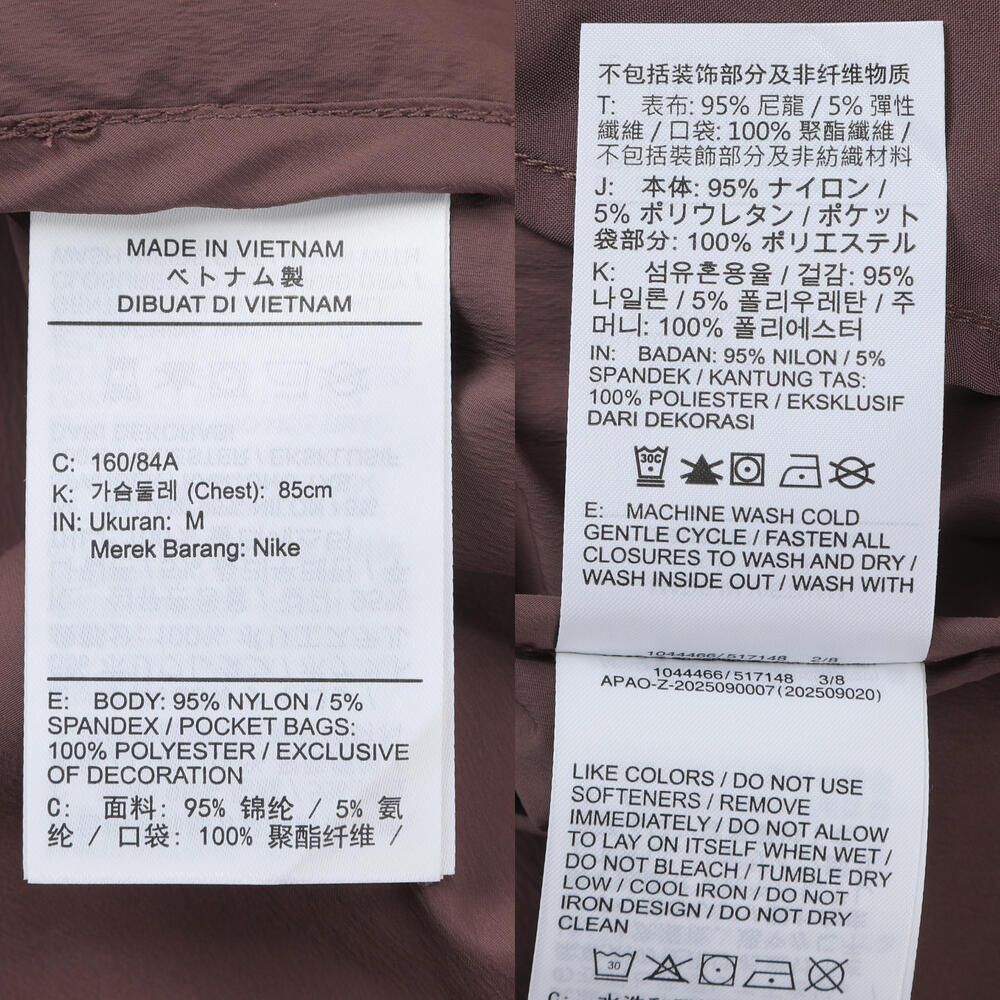 MADE IN VIETNAM
ベトナム製
DIBUAT DI VIETNAM
C: 160/84A
K: 가슴둘레 (Chest): 85cm
IN: Ukuran: M
Merek Barang: Nike
E: BODY: 95% NYLON / 5%
SPANDEX / POCKET BAGS:
100% POLYESTER / EXCLUSIVE
OF DECORATION
C: 面料: 95% 锦纶 / 5% 氨
纶 / 口袋: 100% 聚酯纤维 /
不包括装饰部分及非纤维物质
T: 表布: 95% 尼龍 / 5% 彈性
纖維 / 口袋: 100% 聚酯纖維 /
不包括裝飾部分及非紡織材料
J: 本体: 95% ナイロン /
5% ポリウレタン / ポケット
袋部分: 100% ポリエステル
K: 섬유혼용율 / 겉감: 95%
나일론 / 5% 폴리우레탄 / 주
머니: 100% 폴리에스터
IN: BADAN: 95% NILON / 5%
SPANDEK / KANTUNG TAS:
100% POLIESTER / EKSKLUSIF
DARI DEKORASI
30C
E: MACHINE WASH COLD
GENTLE CYCLE / FASTEN ALL
CLOSURES TO WASH AND DRY /
WASH INSIDE OUT / WASH WITH
1044466/517148 2/8
1044466/517148 3/8
APAO-Z-2025090007(202509020)
LIKE COLORS / DO NOT USE
SOFTENERS / REMOVE
IMMEDIATELY / DO NOT ALLOW
TO LAY ON ITSELF WHEN WET /
DO NOT BLEACH / TUMBLE DRY
LOW / COOL IRON / DO NOT
IRON DESIGN / DO NOT DRY
CLEAN
30